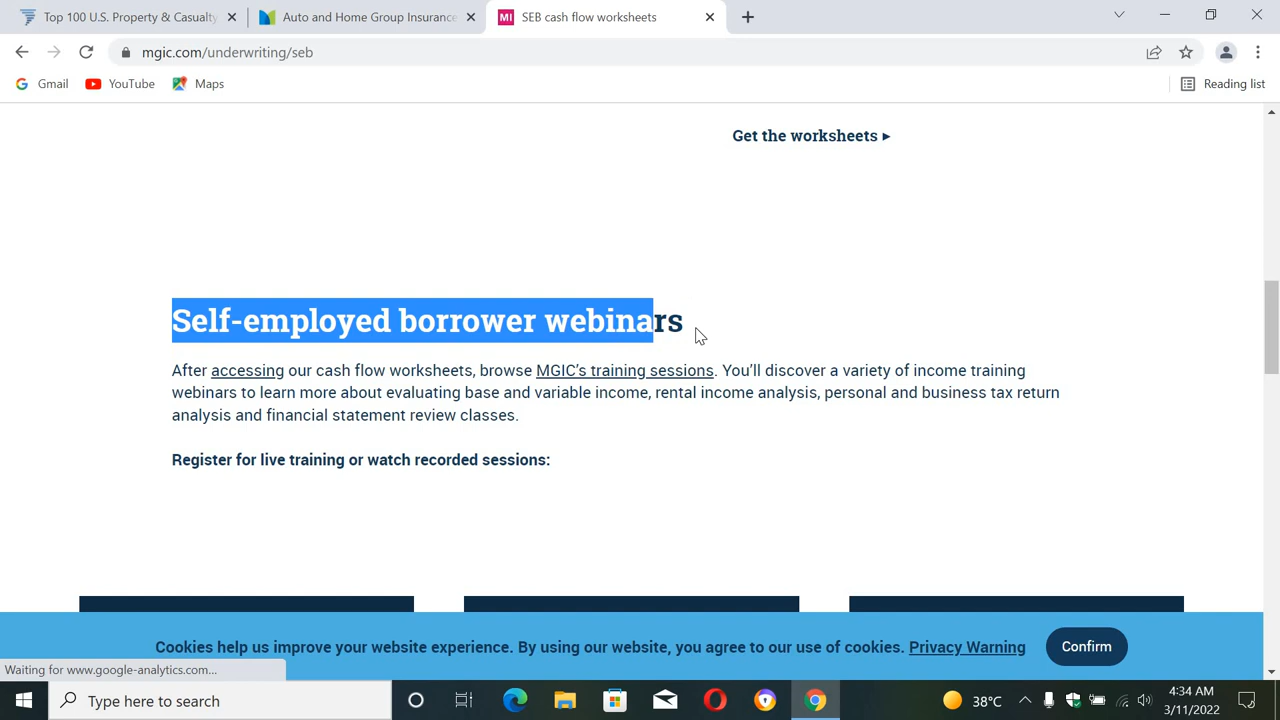 Top 100 U.S. Property & Casualty
Auto and Home Group Insurance
MI SEB cash flow worksheets
mgic.com/underwriting/seb
Gmail YouTube Maps Reading list
Get the worksheets ▸
Self-employed borrower webinars
After accessing our cash flow worksheets, browse MGIC's training sessions. You'll discover a variety of income training
webinars to learn more about evaluating base and variable income, rental income analysis, personal and business tax return
analysis and financial statement review classes.
Register for live training or watch recorded sessions:
Cookies help us improve your website experience. By using our website, you agree to our use of cookies. Privacy Warning Confirm
Waiting for www.google-analytics.com...
Type here to search
38°C
4:34 AM
3/11/2022